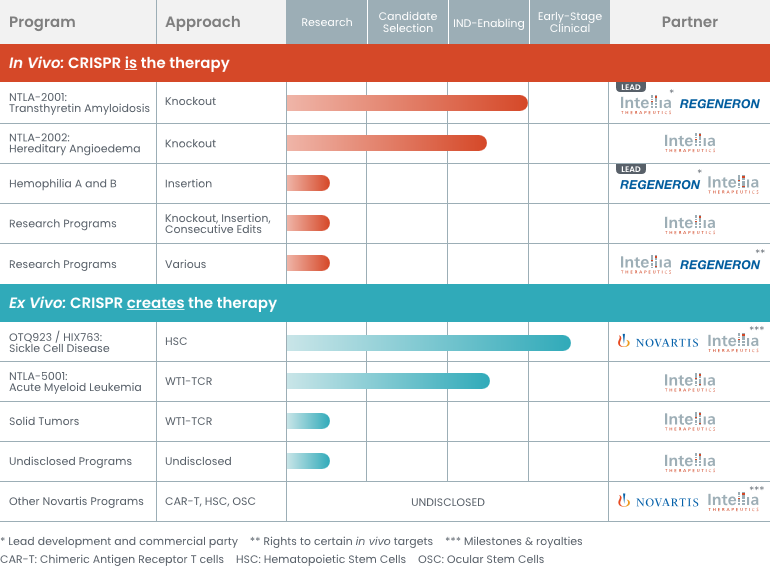 Program Approach Research Candidate Selection IND-Enabling Early-Stage Clinical Partner
In Vivo: CRISPR is the therapy
NTLA-2001:
Transthyretin Amyloidosis
Knockout
LEAD
Intellia THERAPEUTICS * REGENERON
NTLA-2002:
Hereditary Angioedema
Knockout
Intellia THERAPEUTICS
Hemophilia A and B
Insertion
LEAD
REGENERON * Intellia THERAPEUTICS
Research Programs
Knockout, Insertion,
Consecutive Edits
Intellia THERAPEUTICS
Research Programs
Various
Intellia THERAPEUTICS REGENERON **
Ex Vivo: CRISPR creates the therapy
OTQ923 / HIX763:
Sickle Cell Disease
HSC
NOVARTIS Intellia THERAPEUTICS ***
NTLA-5001:
Acute Myeloid Leukemia
WT1-TCR
Intellia THERAPEUTICS
Solid Tumors
WT1-TCR
Intellia THERAPEUTICS
Undisclosed Programs
Undisclosed
Intellia THERAPEUTICS
Other Novartis Programs
CAR-T, HSC, OSC
UNDISCLOSED
NOVARTIS Intellia THERAPEUTICS ***
* Lead development and commercial party ** Rights to certain in vivo targets *** Milestones & royalties
CAR-T: Chimeric Antigen Receptor T cells HSC: Hematopoietic Stem Cells OSC: Ocular Stem Cells